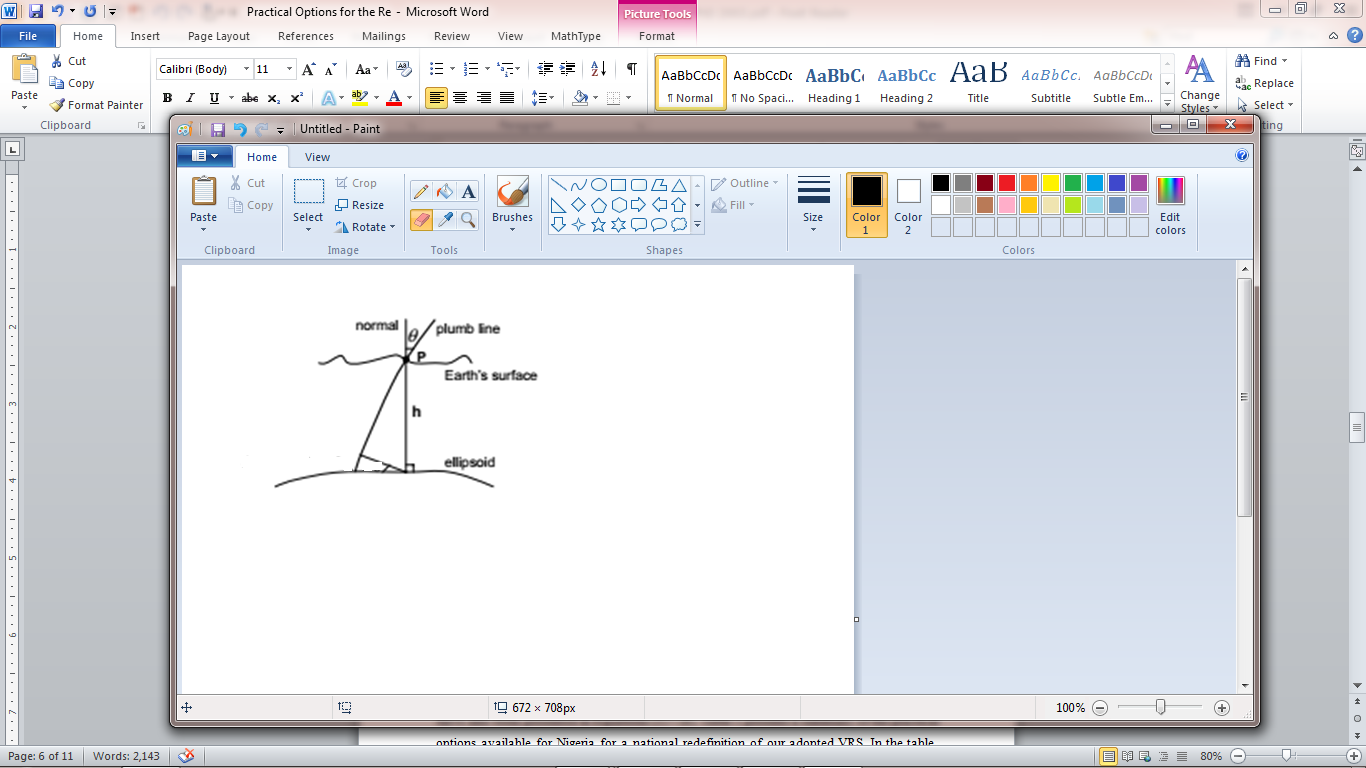 Practical Options for the Re - Microsoft Word
Picture Tools
File Home Insert Page Layout References Mailings Review View MathType Format
Paste
Cut
Copy
Format Painter
Clipboard
Calibri (Body) 11
AaBbCcDc AaBbCcDc AaBbCc AaBbCc AaB AaBbCc. AaBbCcDc
¶ Normal ¶ No Spaci... Heading 1 Heading 2 Title Subtitle Subtle Em...
Change Styles
Find
Replace
Select
Untitled - Paint
Home View
Paste
Cut
Copy
Clipboard
Select
Crop
Resize
Rotate
Image
Tools
Brushes
Shapes
Outline
Fill
Size
Color 1
Color 2
Edit colors
Colors
normal θ plumb line
P
Earth's surface
h
ellipsoid
672 × 708px
100%
options available for Nigeria for a national redefinition of our adopted VRS. In the table
Page: 6 of 11 Words: 2,143
80%